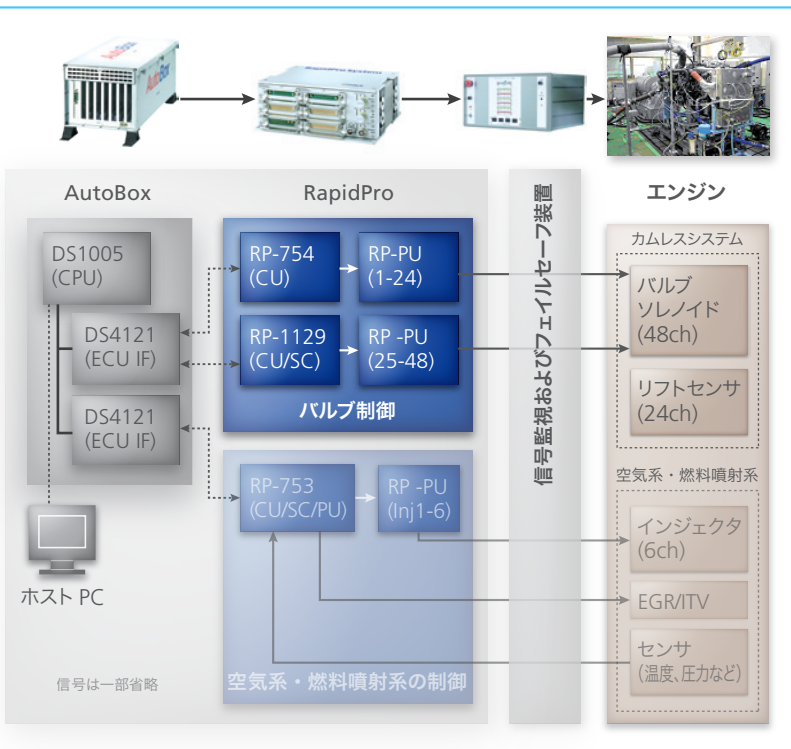 AutoBox
AutoBox
RapidPro System
AutoBox
RapidPro
エンジン
DS1005
(CPU)
DS4121
(ECU IF)
DS4121
(ECU IF)
ホスト PC
信号は一部省略
RP-754
(CU)
RP-PU
(1-24)
RP-1129
(CU/SC)
RP -PU
(25-48)
バルブ制御
RP-753
(CU/SC/PU)
RP -PU
(Inj1-6)
空気系・燃料噴射系の制御
信号監視およびフェイルセーフ装置
カムレスシステム
バルブ
ソレノイド
(48ch)
リフトセンサ
(24ch)
空気系・燃料噴射系
インジェクタ
(6ch)
EGR/ITV
センサ
(温度、圧力など)